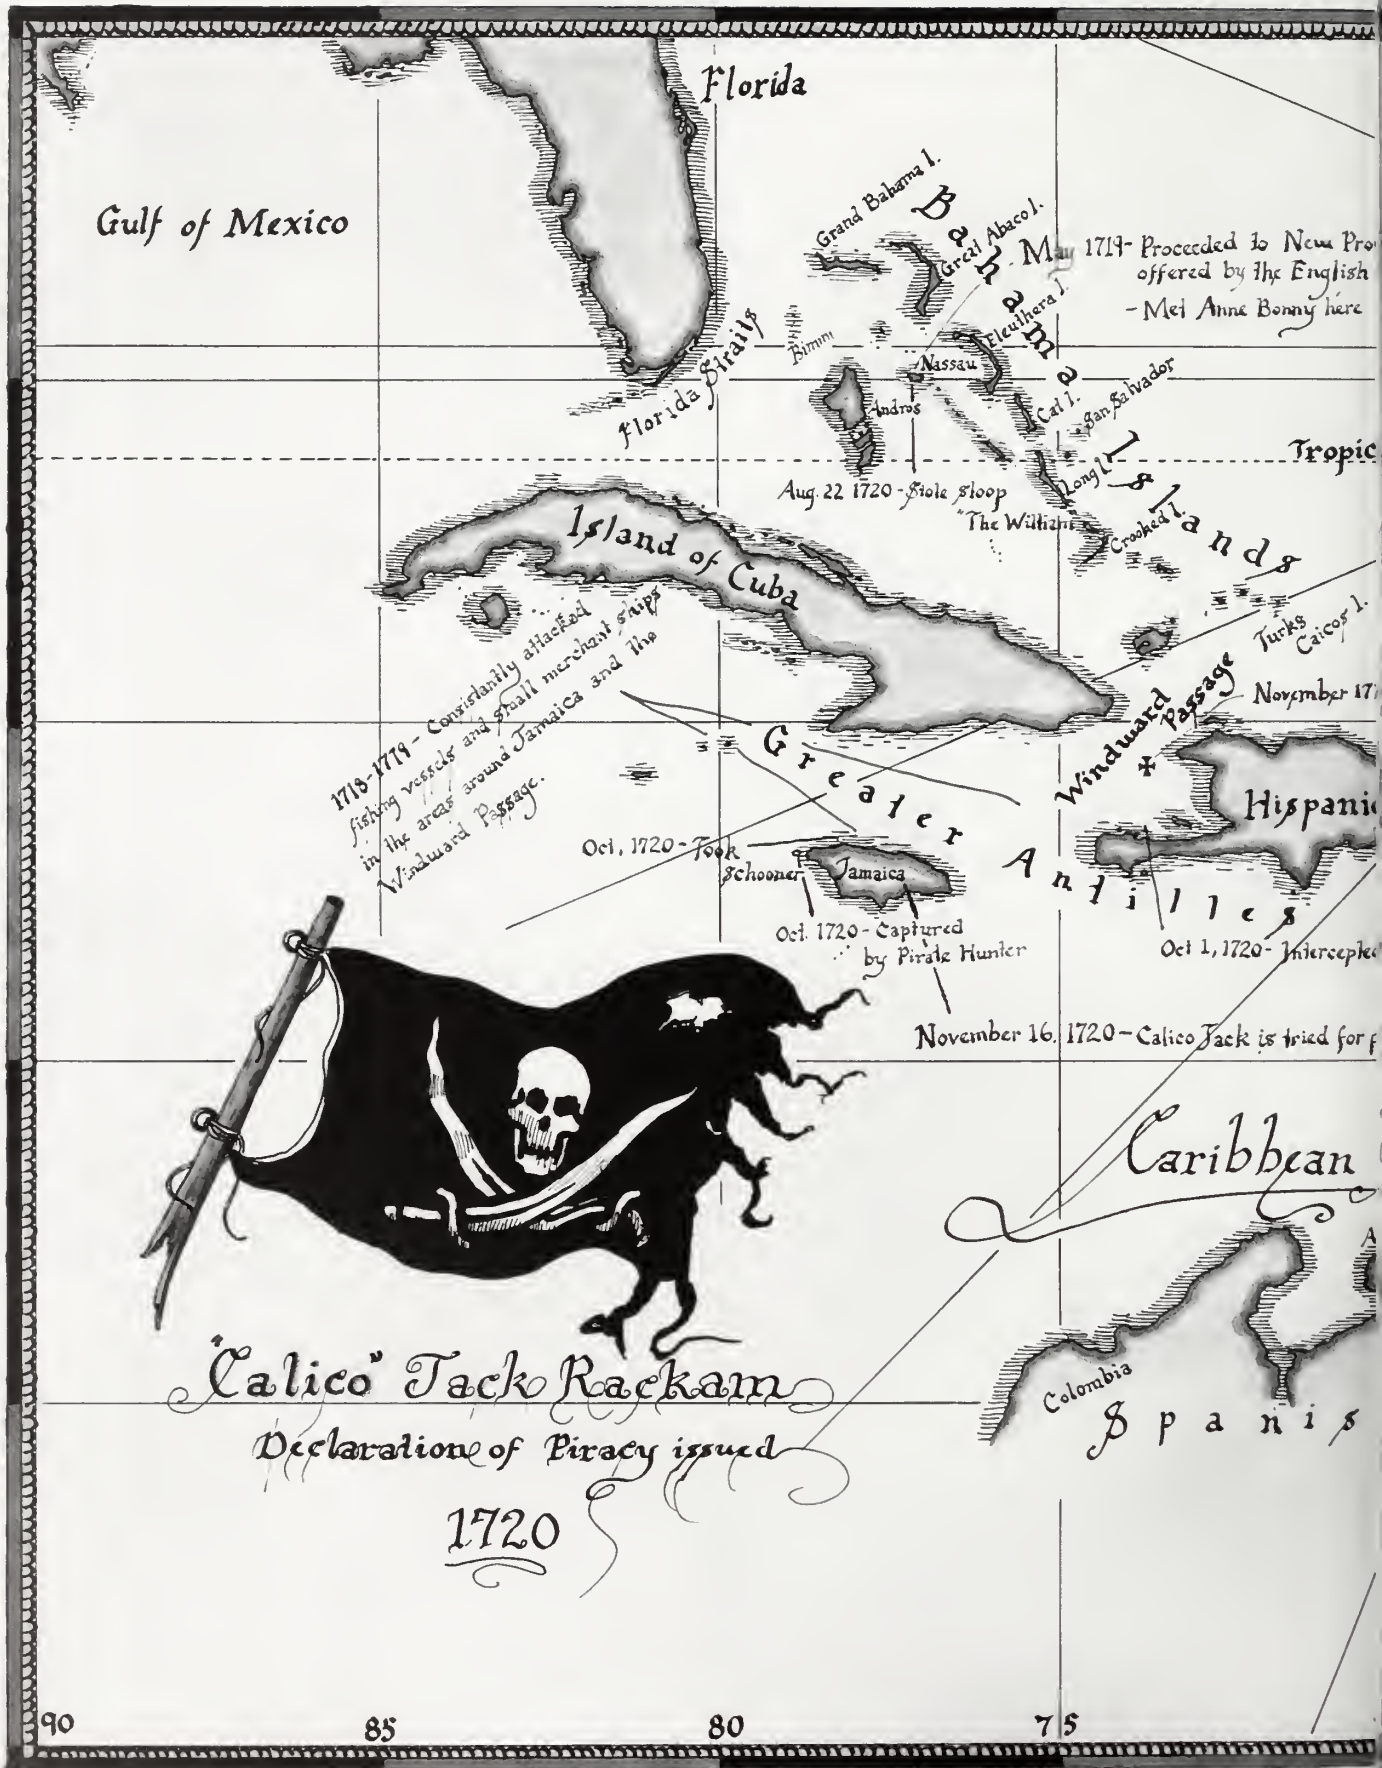 Florida
Gulf of Mexico
Grand Bahama I.
Great Abaco I.
Bahama Islands
May 1719- Proceeded to New Pro
offered by the English
- Met Anne Bonny here
Eleuthera I.
Florida Straits
Bimini
Nassau
Andros
Cat I.
San Salvador
Tropic
Long I.
Aug. 22 1720 - Stole sloop
"The William
Crooked I.
Island of Cuba
Turks
Caicos I.
Windward
Passage
November 17
1718-1719 - Consistantly attacked
fishing vessels and small merchant ships
in the areas around Jamaica and the
Windward Passage.
Greater Antilles
Hispani
Oct. 1720 - Took
schooner
Jamaica
Oct. 1720 - Captured
by Pirate Hunter
Oct 1, 1720 - Intercepte
November 16, 1720 - Calico Jack is tried for p
Caribbean
A
Colombia
Spanis
"Calico" Jack Rackam
Declaration of Piracy issued
1720
90 85 80 75